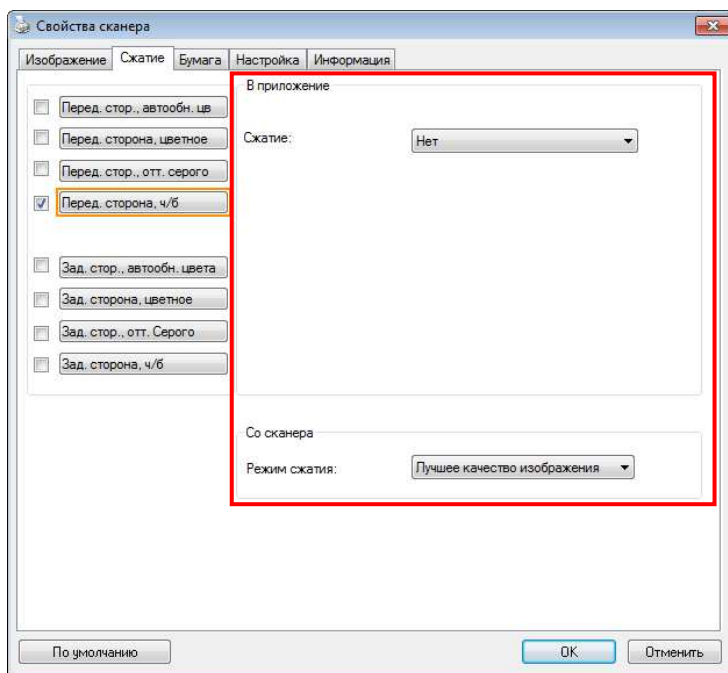 Свойства сканера
Изображение Сжатие Бумага Настройка Информация
В приложение
Перед. стор., автообн. цв
Перед. сторона, цветное
Сжатие: Нет
Перед. стор., отт. серого
Перед. сторона, ч/б
Зад. стор., автообн. цвета
Зад. сторона, цветное
Зад. стор., отт. Серого
Зад. сторона, ч/б
Со сканера
Режим сжатия: Лучшее качество изображения
По умолчанию OK Отменить